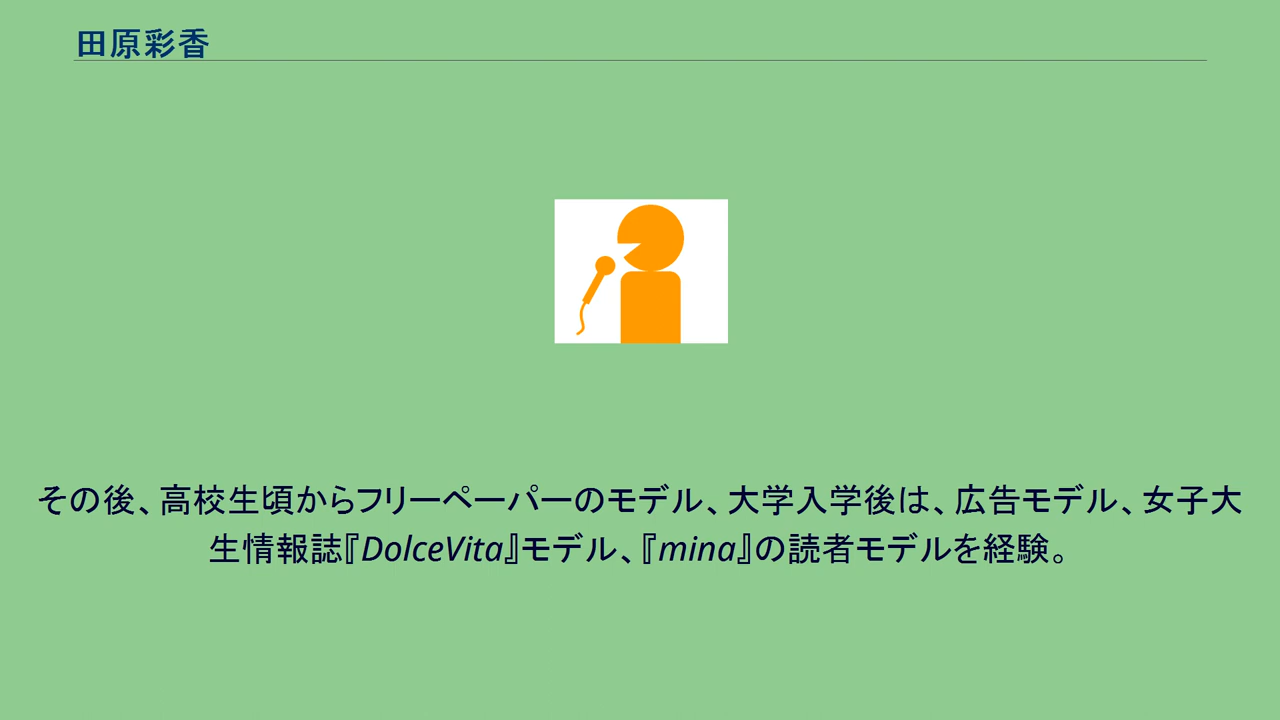 田原彩香
その後、高校生頃からフリーペーパーのモデル、大学入学後は、広告モデル、女子大
生情報誌『DolceVita』モデル、『mina』の読者モデルを経験。